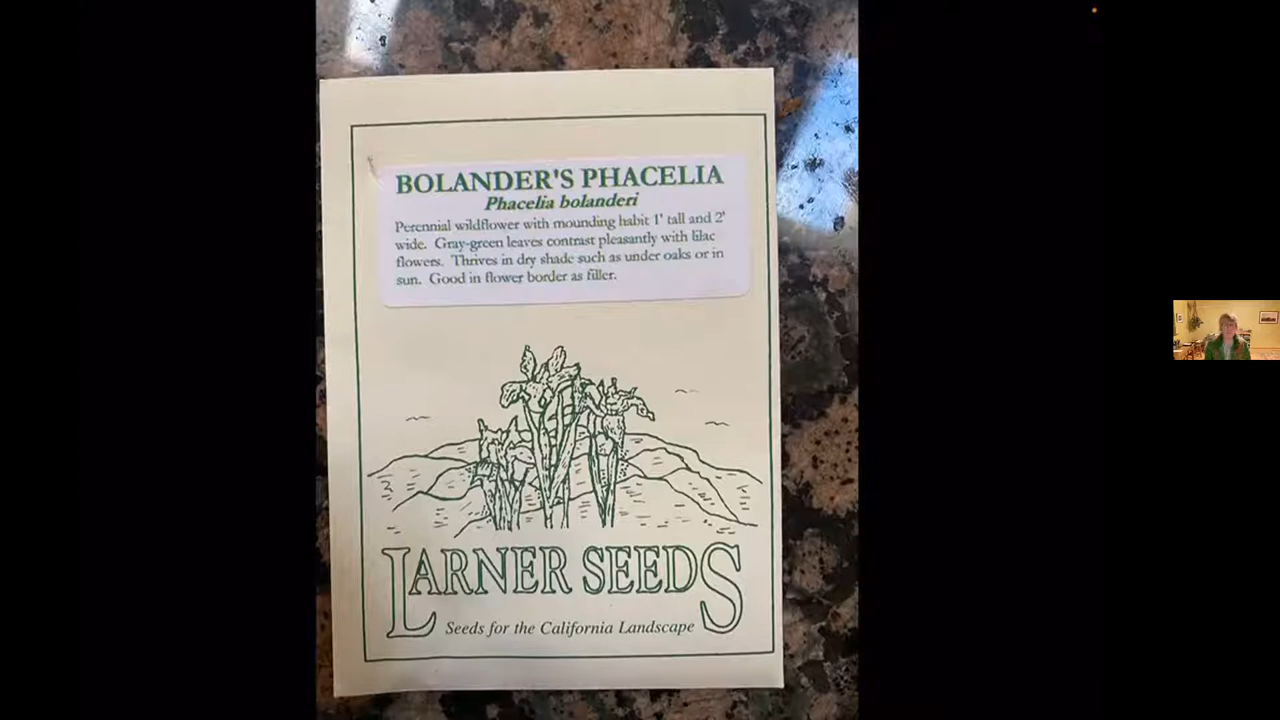 BOLANDER'S PHACELIA
Phacelia bolanderi
Perennial wildflower with mounding habit 1' tall and 2'
wide. Gray-green leaves contrast pleasantly with lilac
flowers. Thrives in dry shade such as under oaks or in
sun. Good in flower border as filler.
LARNER SEEDS
Seeds for the California Landscape